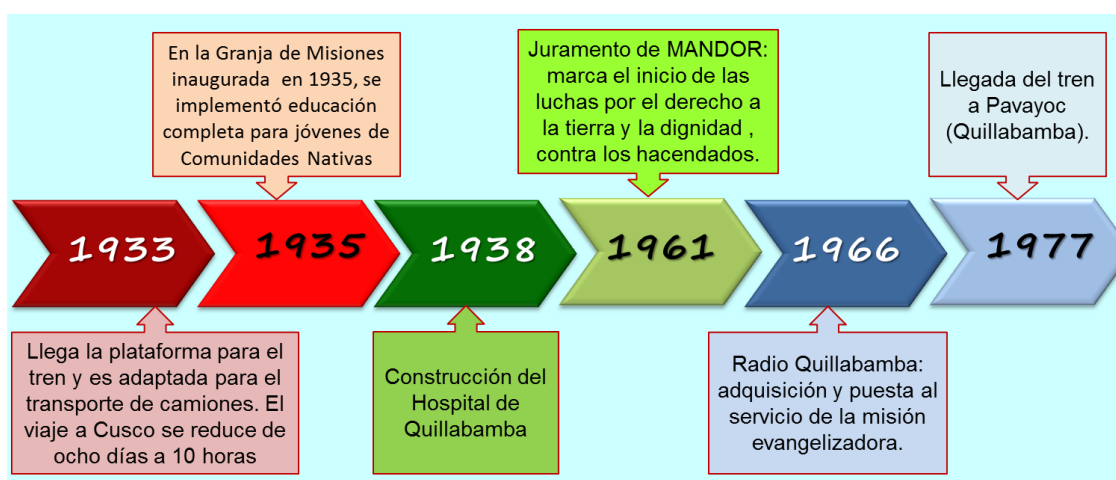 En la Granja de Misiones
inaugurada en 1935, se
implementó educación
completa para jóvenes de
Comunidades Nativas
Juramento de MANDOR:
marca el inicio de las
luchas por el derecho a
la tierra y la dignidad ,
contra los hacendados.
Llegada del tren
a Pavayoc
(Quillabamba).
1933
1935
1938
1961
1966
1977
Llega la plataforma para el
tren y es adaptada para el
transporte de camiones. El
viaje a Cusco se reduce de
ocho días a 10 horas
Construcción del
Hospital de
Quillabamba
Radio Quillabamba:
adquisición y puesta al
servicio de la misión
evangelizadora.